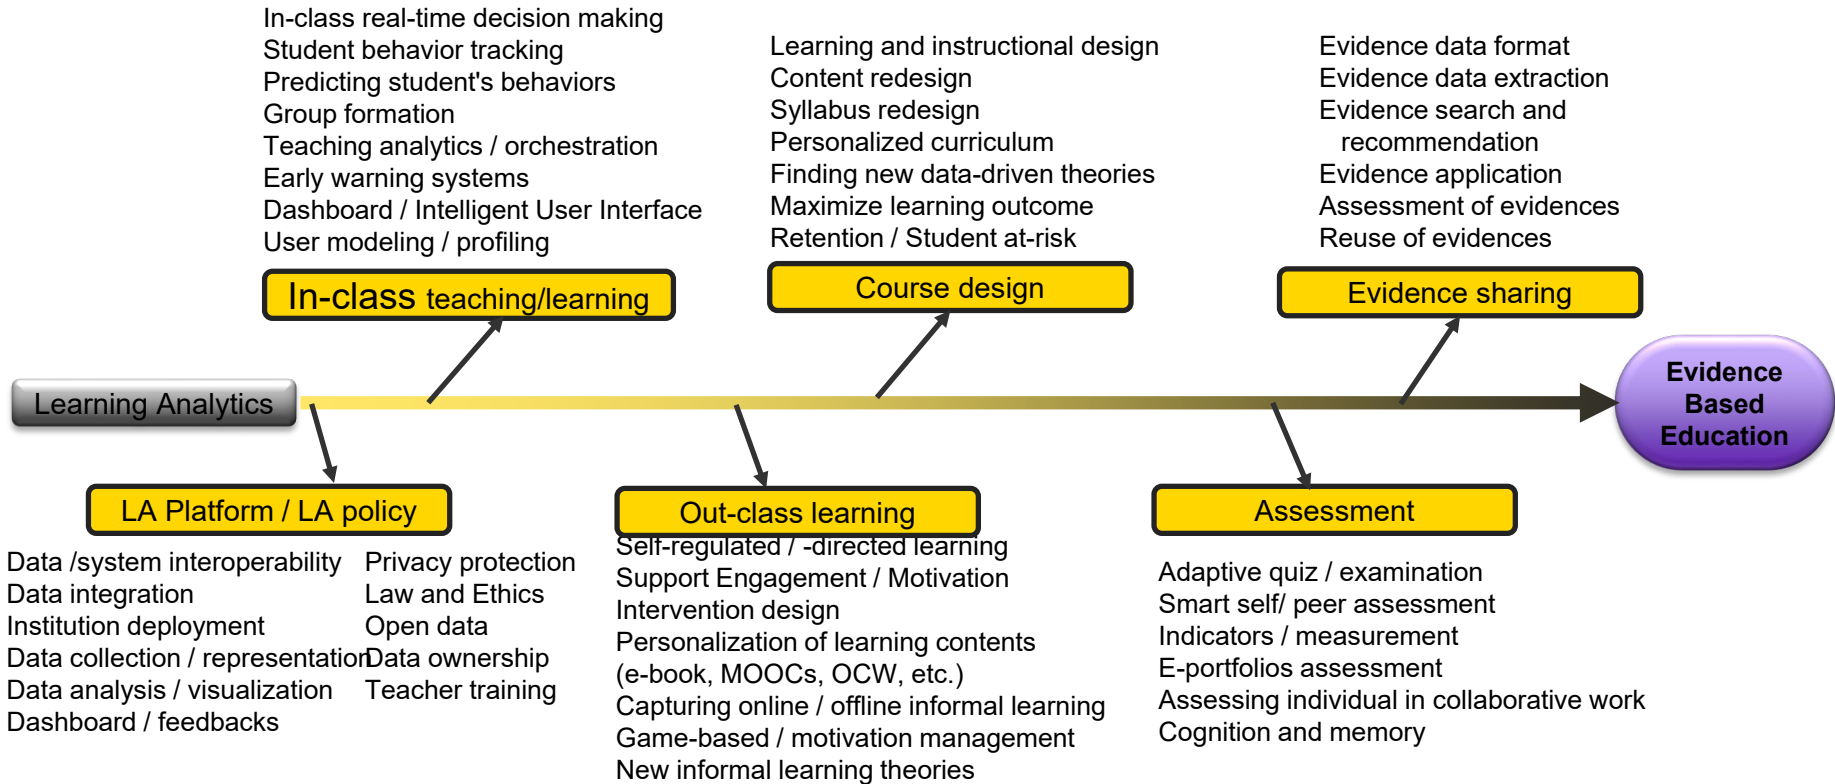 In-class real-time decision making
Student behavior tracking
Predicting student's behaviors
Group formation
Teaching analytics / orchestration
Early warning systems
Dashboard / Intelligent User Interface
User modeling / profiling
In-class teaching/learning
Learning and instructional design
Content redesign
Syllabus redesign
Personalized curriculum
Finding new data-driven theories
Maximize learning outcome
Retention / Student at-risk
Course design
Evidence data format
Evidence data extraction
Evidence search and
recommendation
Evidence application
Assessment of evidences
Reuse of evidences
Evidence sharing
Learning Analytics
Evidence
Based
Education
LA Platform / LA policy
Data /system interoperability
Data integration
Institution deployment
Data collection / representation
Data analysis / visualization
Dashboard / feedbacks
Privacy protection
Law and Ethics
Open data
Data ownership
Teacher training
Out-class learning
Self-regulated / -directed learning
Support Engagement / Motivation
Intervention design
Personalization of learning contents
(e-book, MOOCs, OCW, etc.)
Capturing online / offline informal learning
Game-based / motivation management
New informal learning theories
Assessment
Adaptive quiz / examination
Smart self/ peer assessment
Indicators / measurement
E-portfolios assessment
Assessing individual in collaborative work
Cognition and memory